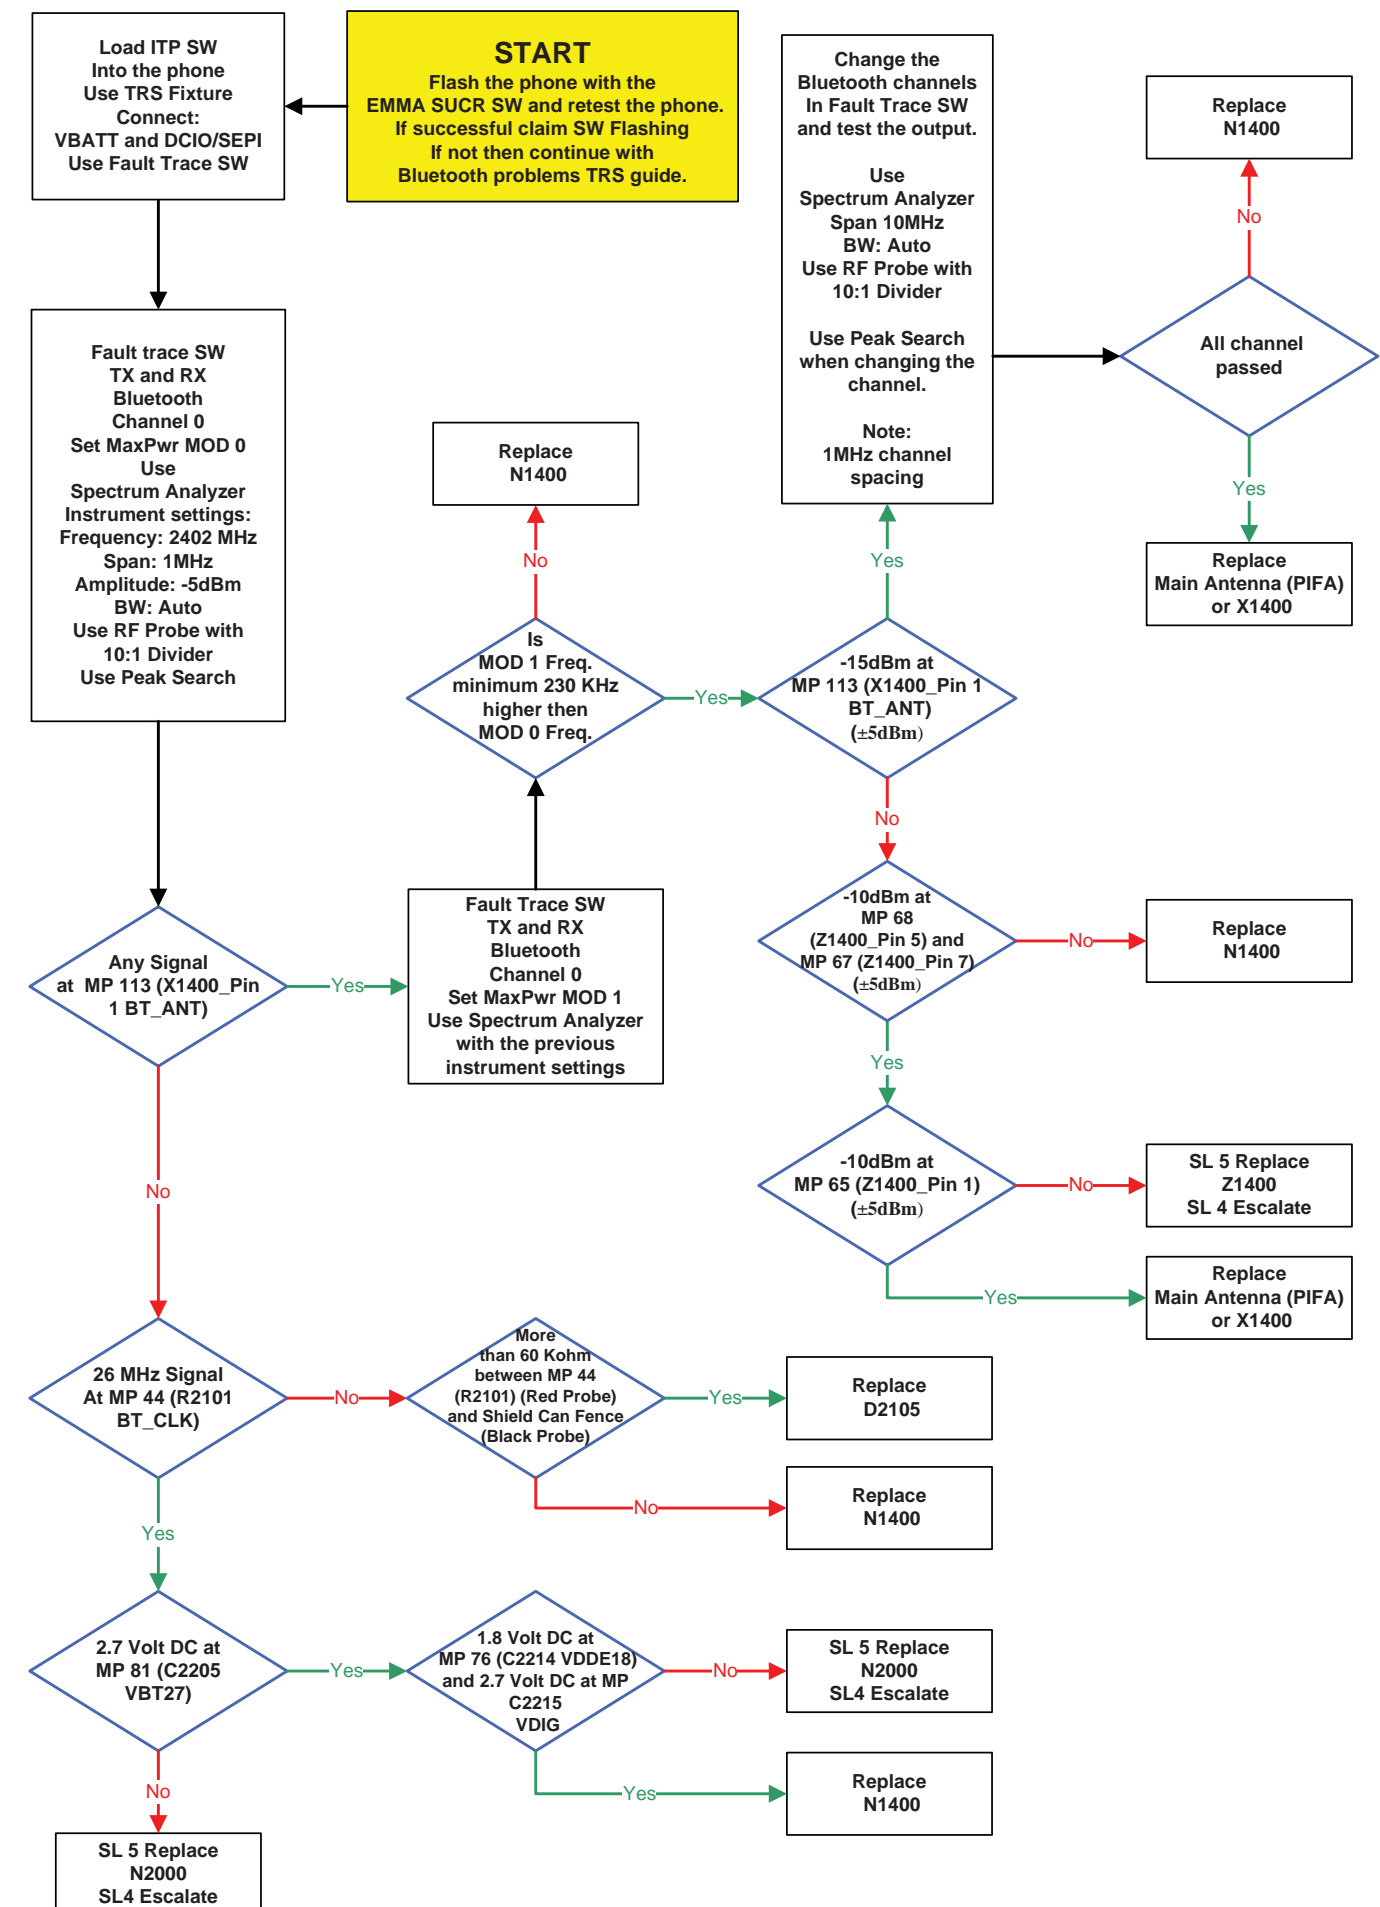 START
Flash the phone with the
EMMA SUCR SW and retest the phone.
If successful claim SW Flashing
If not then continue with
Bluetooth problems TRS guide.
Load ITP SW
Into the phone
Use TRS Fixture
Connect:
VBATT and DCIO/SEPI
Use Fault Trace SW
Fault trace SW
TX and RX
Bluetooth
Channel 0
Set MaxPwr MOD 0
Use
Spectrum Analyzer
Instrument settings:
Frequency: 2402 MHz
Span: 1MHz
Amplitude: -5dBm
BW: Auto
Use RF Probe with
10:1 Divider
Use Peak Search
Any Signal
at MP 113 (X1400_Pin
1 BT_ANT)
Yes
No
Fault Trace SW
TX and RX
Bluetooth
Channel 0
Set MaxPwr MOD 1
Use Spectrum Analyzer
with the previous
instrument settings
Is
MOD 1 Freq.
minimum 230 KHz
higher then
MOD 0 Freq.
No
Replace
N1400
Yes
-15dBm at
MP 113 (X1400_Pin 1
BT_ANT)
(±5dBm)
Yes
Change the
Bluetooth channels
In Fault Trace SW
and test the output.
Use
Spectrum Analyzer
Span 10MHz
BW: Auto
Use RF Probe with
10:1 Divider
Use Peak Search
when changing the
channel.
Note:
1MHz channel
spacing
All channel
passed
No
Replace
N1400
Yes
Replace
Main Antenna (PIFA)
or X1400
No
-10dBm at
MP 68
(Z1400_Pin 5) and
MP 67 (Z1400_Pin 7)
(±5dBm)
No
Replace
N1400
Yes
-10dBm at
MP 65 (Z1400_Pin 1)
(±5dBm)
No
SL 5 Replace
Z1400
SL 4 Escalate
Yes
Replace
Main Antenna (PIFA)
or X1400
26 MHz Signal
At MP 44 (R2101
BT_CLK)
No
More
than 60 Kohm
between MP 44
(R2101) (Red Probe)
and Shield Can Fence
(Black Probe)
Yes
Replace
D2105
No
Replace
N1400
Yes
2.7 Volt DC at
MP 81 (C2205
VBT27)
Yes
1.8 Volt DC at
MP 76 (C2214 VDDE18)
and 2.7 Volt DC at MP
C2215
VDIG
No
SL 5 Replace
N2000
SL4 Escalate
Yes
Replace
N1400
No
SL 5 Replace
N2000
SL4 Escalate